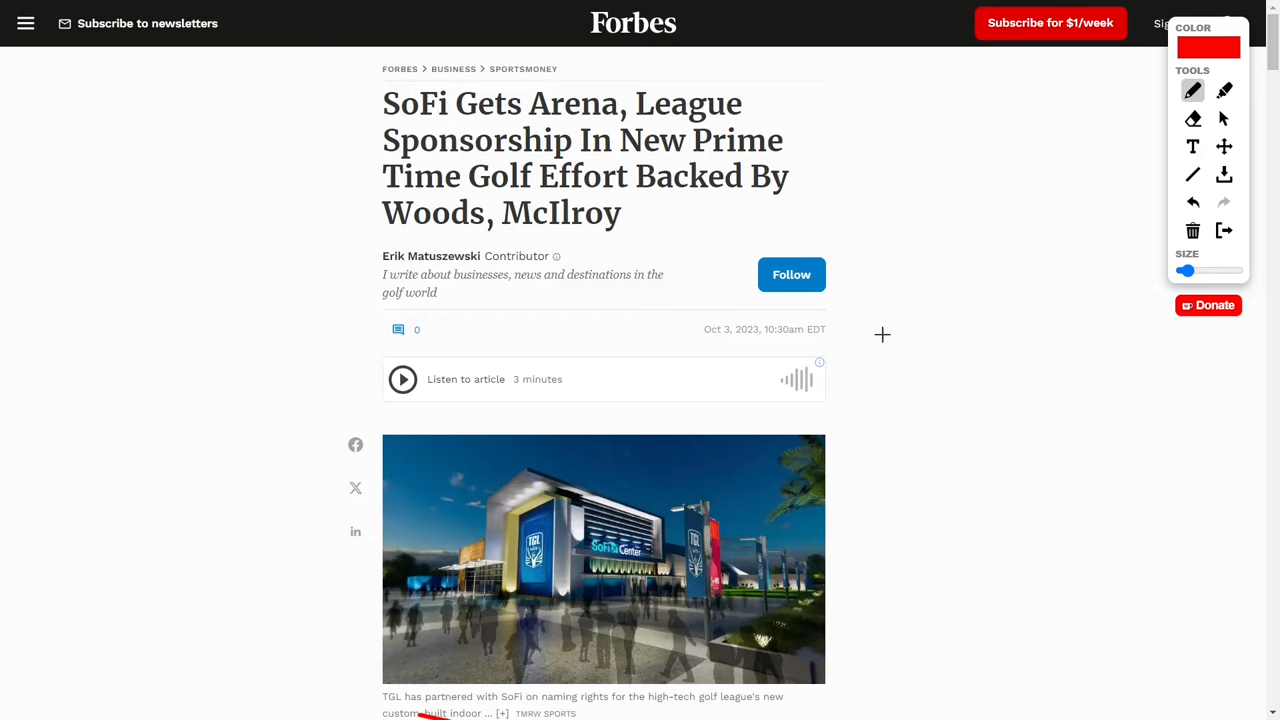 Subscribe to newsletters
Forbes
Subscribe for $1/week
COLOR
TOOLS
T
SIZE
Donate
FORBES > BUSINESS > SPORTSMONEY
SoFi Gets Arena, League
Sponsorship In New Prime
Time Golf Effort Backed By
Woods, McIlroy
Erik Matuszewski Contributor
I write about businesses, news and destinations in the
golf world
Follow
0
Oct 3, 2023, 10:30am EDT
Listen to article 3 minutes
TGL
SoFi Center
TGL has partnered with SoFi on naming rights for the high-tech golf league's new
custom-built indoor ... [+] TMRW SPORTS